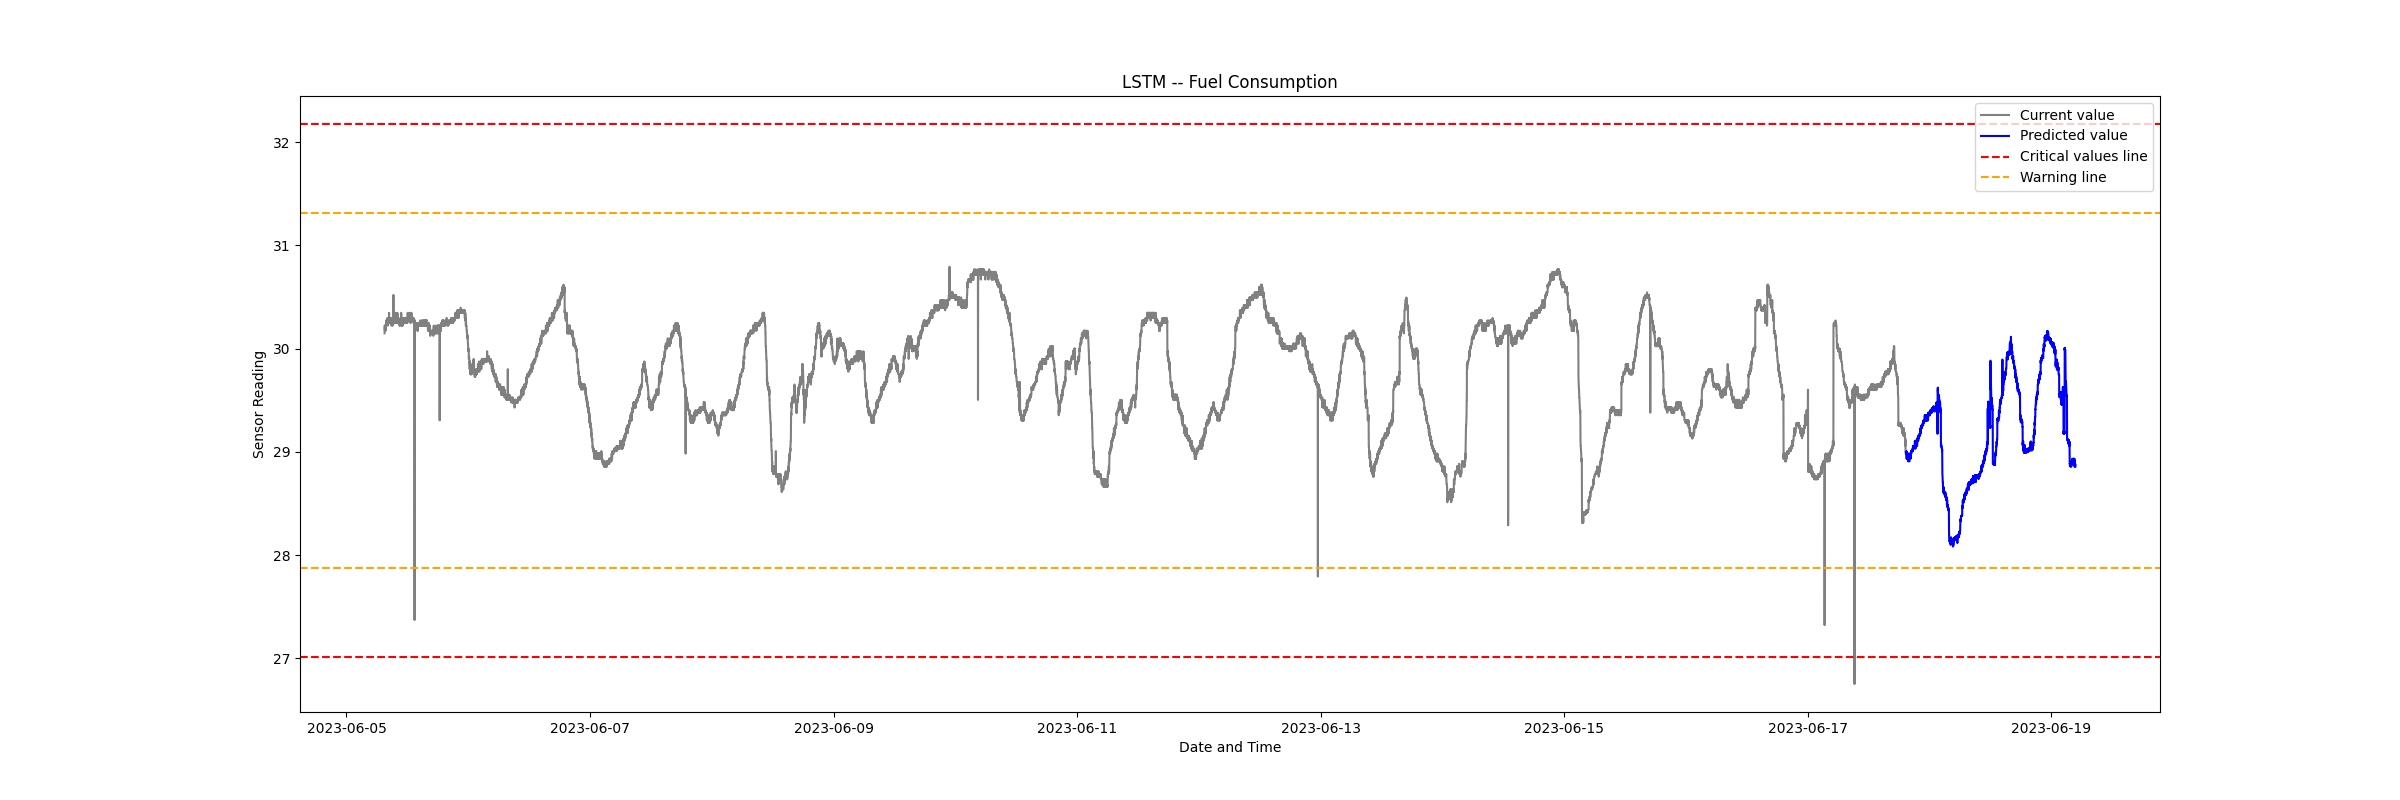 LSTM -- Fuel Consumption
Current value
Predicted value
Critical values line
Warning line
32
31
30
29
28
27
Sensor Reading
2023-06-05 2023-06-07 2023-06-09 2023-06-11 2023-06-13 2023-06-15 2023-06-17 2023-06-19
Date and Time